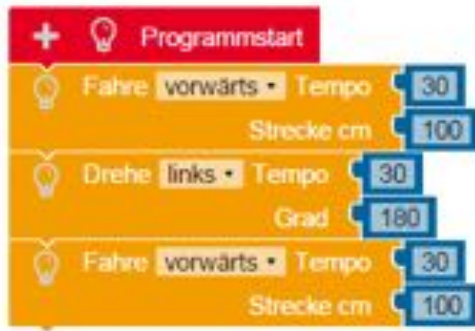 + Programmstart
Fahre vorwärts Tempo 30
Strecke cm 100
Drehe links Tempo 30
Grad 180
Fahre vorwärts Tempo 30
Strecke cm 100